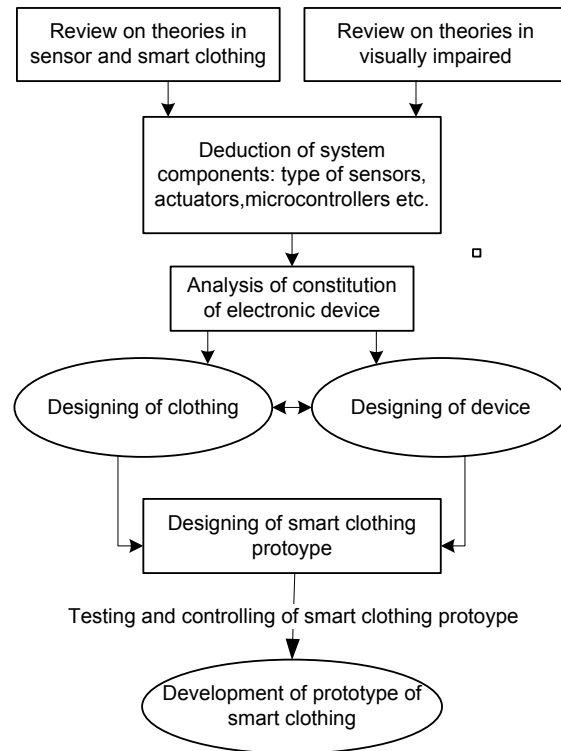 Review on theories in
sensor and smart clothing
Review on theories in
visually impaired
Deduction of system
components: type of sensors,
actuators,microcontrollers etc.
Analysis of constitution
of electronic device
Designing of clothing
Designing of device
Designing of smart clothing
protoype
Testing and controlling of smart clothing protoype
Development of prototype of
smart clothing